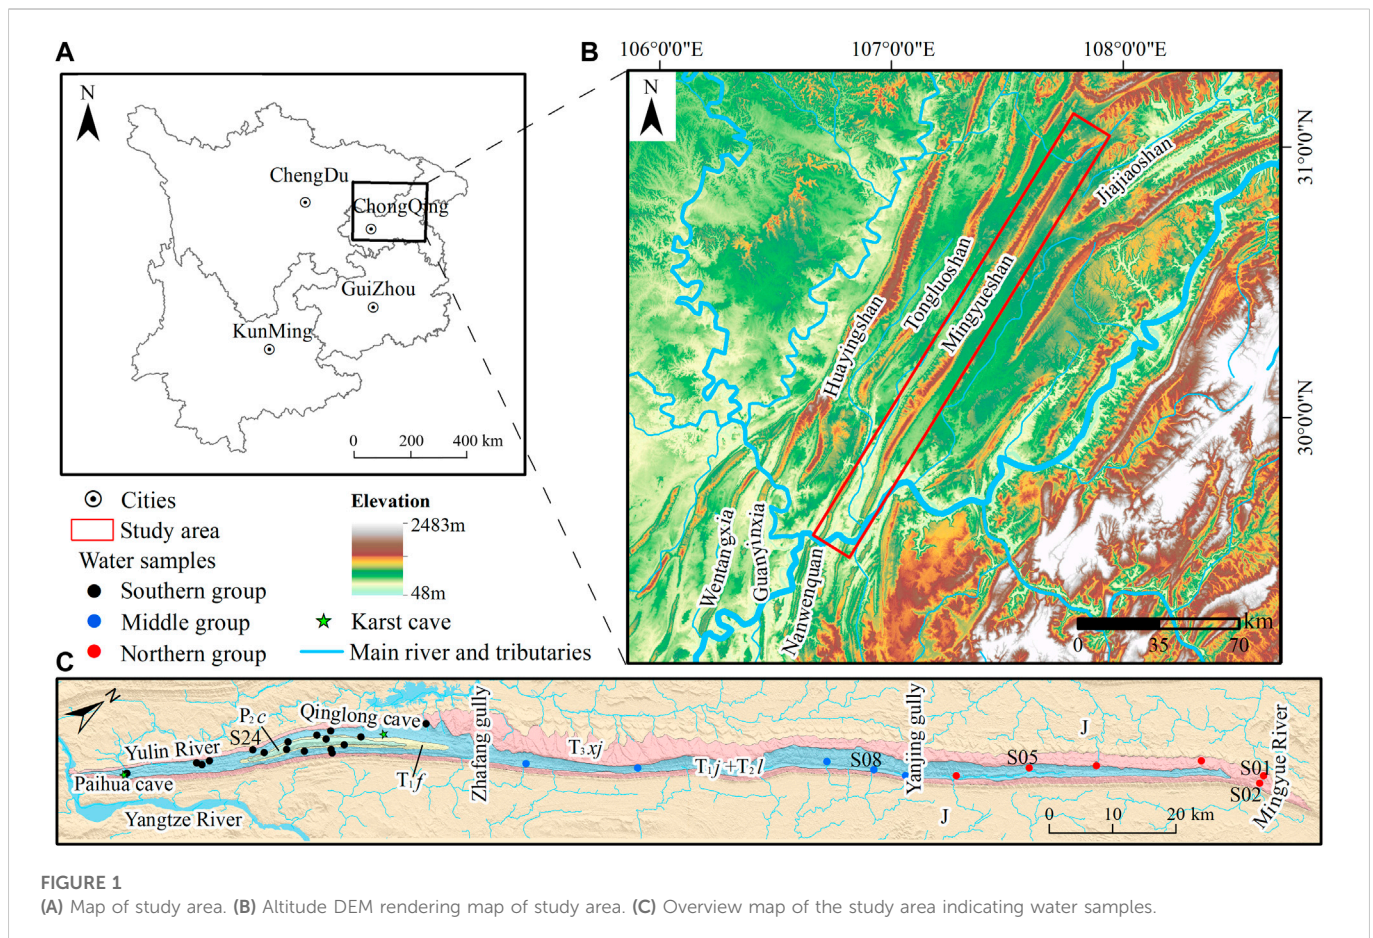 A
N
ChengDu
ChongQing
GuiZhou
KunMing
0 200 400 km
B
106°0'0"E 107°0'0"E 108°0'0"E
N
31°0'0"N
30°0'0"N
Jiajiaoshan
Tongluoshan
Mingyueshan
Huayingshan
Wentangxia
Guanyinxia
Nanwenquan
km
0 35 70
Cities
Study area
Water samples
Southern group
Middle group
Northern group
Elevation
2483m
48m
Karst cave
Main river and tributaries
C
N
P₂c
Qinglong cave
S24
Yulin River
Paihua cave
Yangtze River
T₁f
Zhafang gully
T₃xj
T₁j+T₂l
S08
Yanjing gully
J
S05
S01
S02
Mingyue River
J
0 10 20 km
FIGURE 1
(A) Map of study area. (B) Altitude DEM rendering map of study area. (C) Overview map of the study area indicating water samples.